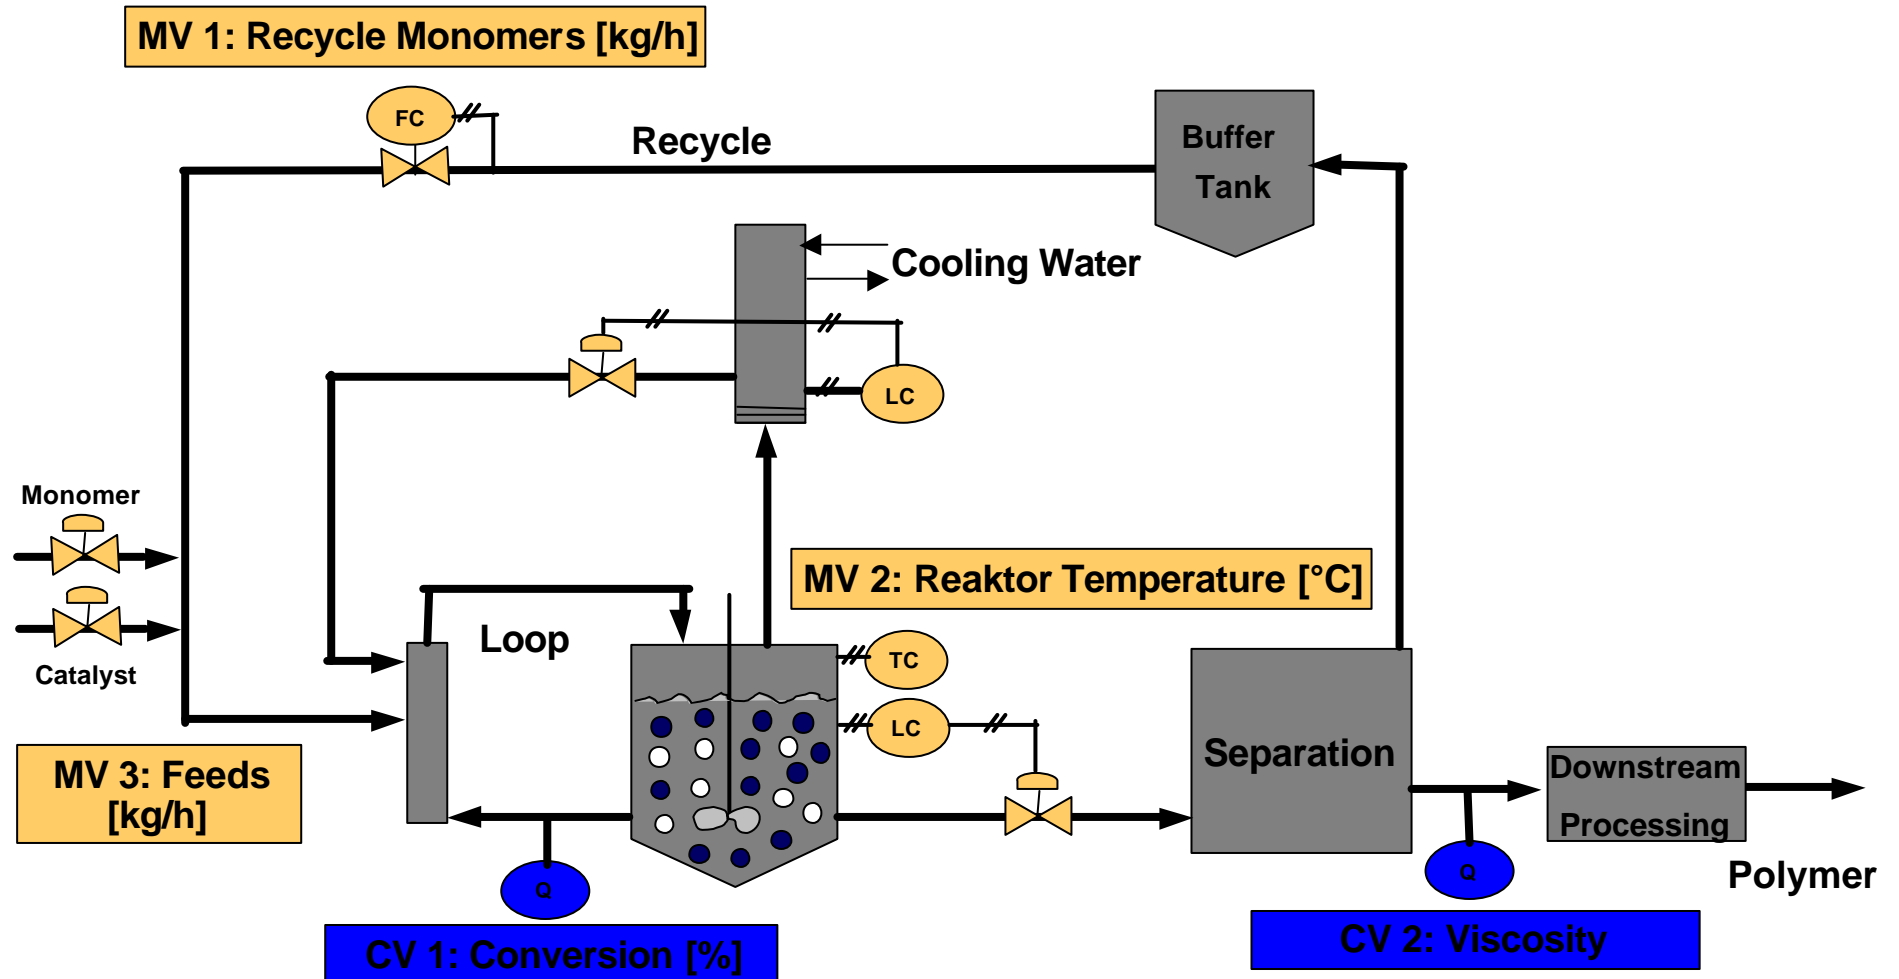 MV 1: Recycle Monomers [kg/h]
FC
Recycle
Buffer
Tank
Cooling Water
LC
Monomer
MV 2: Reaktor Temperature [°C]
Loop
TC
Catalyst
LC
Separation
MV 3: Feeds
[kg/h]
Downstream
Processing
Q
Q
Polymer
CV 1: Conversion [%]
CV 2: Viscosity